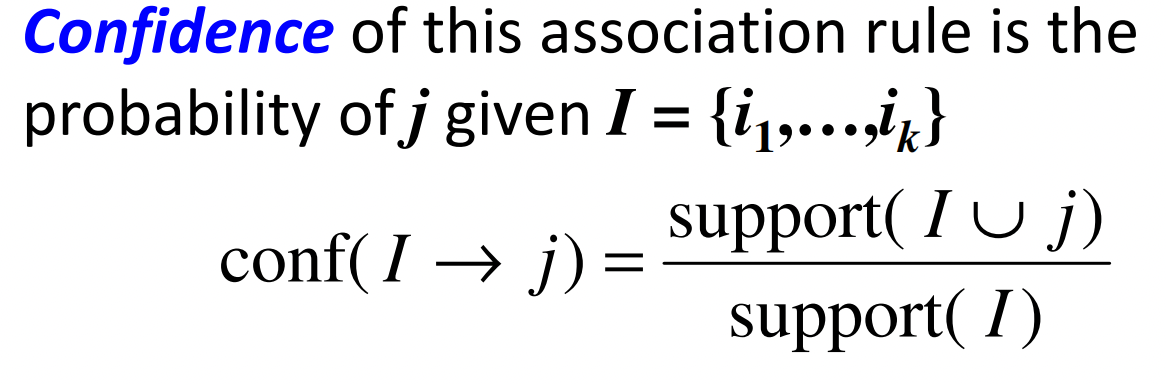 Confidence of this association rule is the
probability of j given I = {i₁,…,iₖ}
conf( I → j) = support( I ∪ j) / support( I )